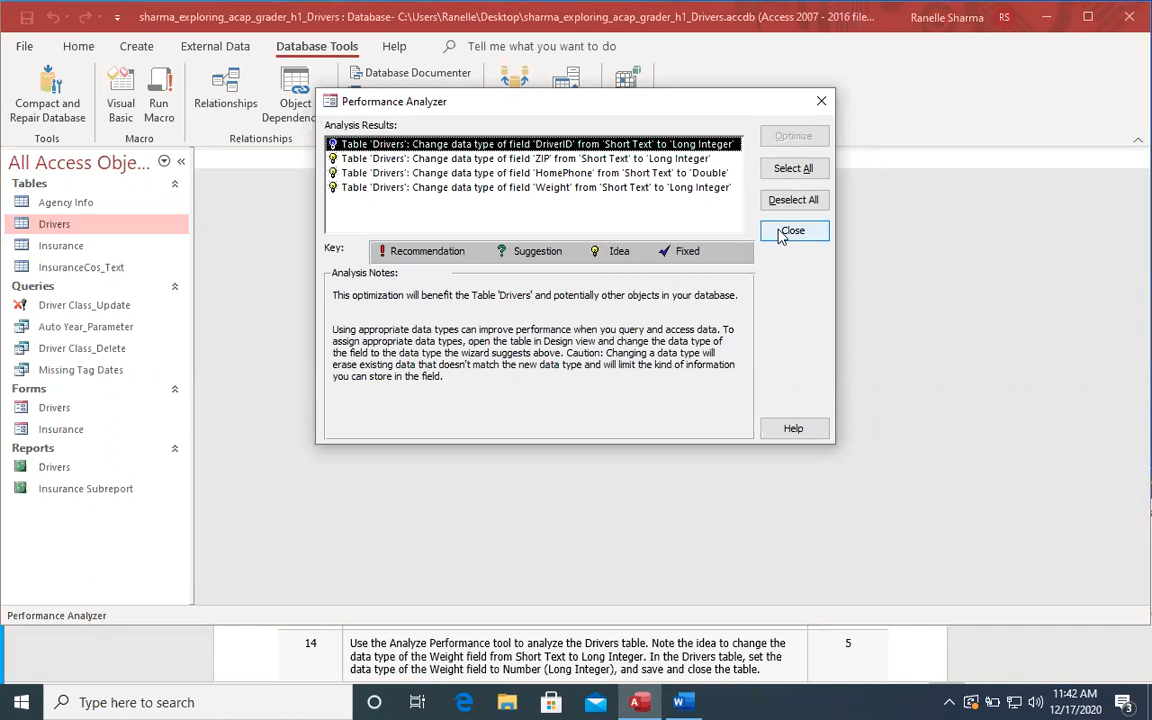 sharma_exploring_acap_grader_h1_Drivers : Database- C:\Users\Ranelle\Desktop\sharma_exploring_acap_grader_h1_Drivers.accdb (Access 2007 - 2016 file...
Ranelle Sharma RS
File Home Create External Data Database Tools Help Tell me what you want to do
Database Documenter
Compact and
Repair Database
Visual
Basic
Run
Macro
Relationships
Object
Dependenc
Tools Macro Relationships
Performance Analyzer
Analysis Results:
Table 'Drivers': Change data type of field 'DriverID' from 'Short Text' to 'Long Integer'
Table 'Drivers': Change data type of field 'ZIP' from 'Short Text' to 'Long Integer'
Table 'Drivers': Change data type of field 'HomePhone' from 'Short Text' to 'Double'
Table 'Drivers': Change data type of field 'Weight' from 'Short Text' to 'Long Integer'
Optimize
Select All
Deselect All
Close
Key: Recommendation Suggestion Idea Fixed
Analysis Notes:
This optimization will benefit the Table 'Drivers' and potentially other objects in your database.
Using appropriate data types can improve performance when you query and access data. To
assign appropriate data types, open the table in Design view and change the data type of
the field to the data type the wizard suggests above. Caution: Changing a data type will
erase existing data that doesn't match the new data type and will limit the kind of information
you can store in the field.
Help
All Access Obje...
Tables
Agency Info
Drivers
Insurance
InsuranceCos_Text
Queries
Driver Class_Update
Auto Year_Parameter
Driver Class_Delete
Missing Tag Dates
Forms
Drivers
Insurance
Reports
Drivers
Insurance Subreport
Performance Analyzer
14 Use the Analyze Performance tool to analyze the Drivers table. Note the idea to change the 5
data type of the Weight field from Short Text to Long Integer. In the Drivers table, set the
data type of the Weight field to Number (Long Integer), and save and close the table.
Type here to search
11:42 AM
12/17/2020
3